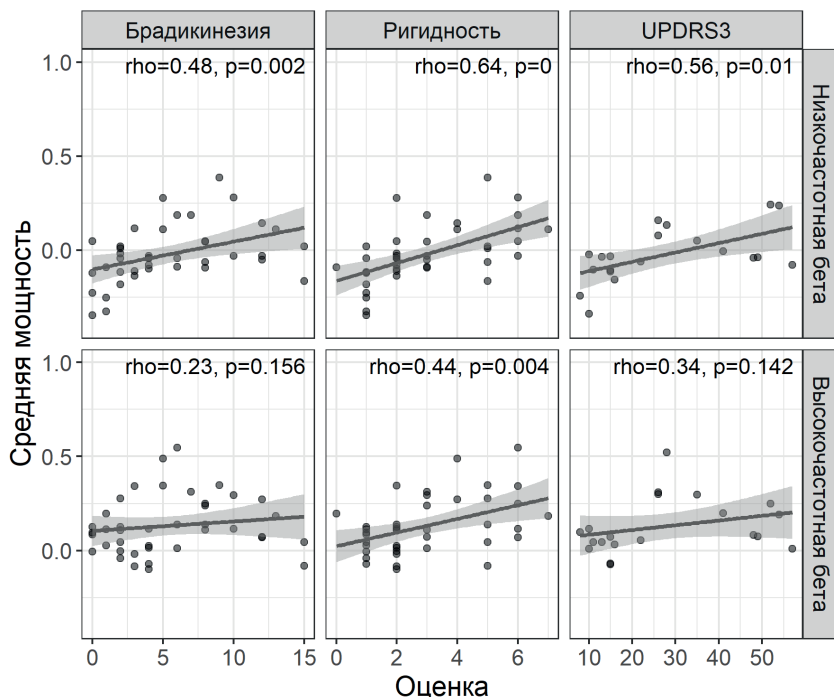 Брадикинезия
Ригидность
UPDRS3
rho=0.48, p=0.002
rho=0.64, p=0
rho=0.56, p=0.01
Низкочастотная бета
1.0
0.5
0.0
rho=0.23, p=0.156
rho=0.44, p=0.004
rho=0.34, p=0.142
Высокочастотная бета
1.0
0.5
0.0
Средняя мощность
0 5 10 15
0 2 4 6
10 20 30 40 50
Оценка